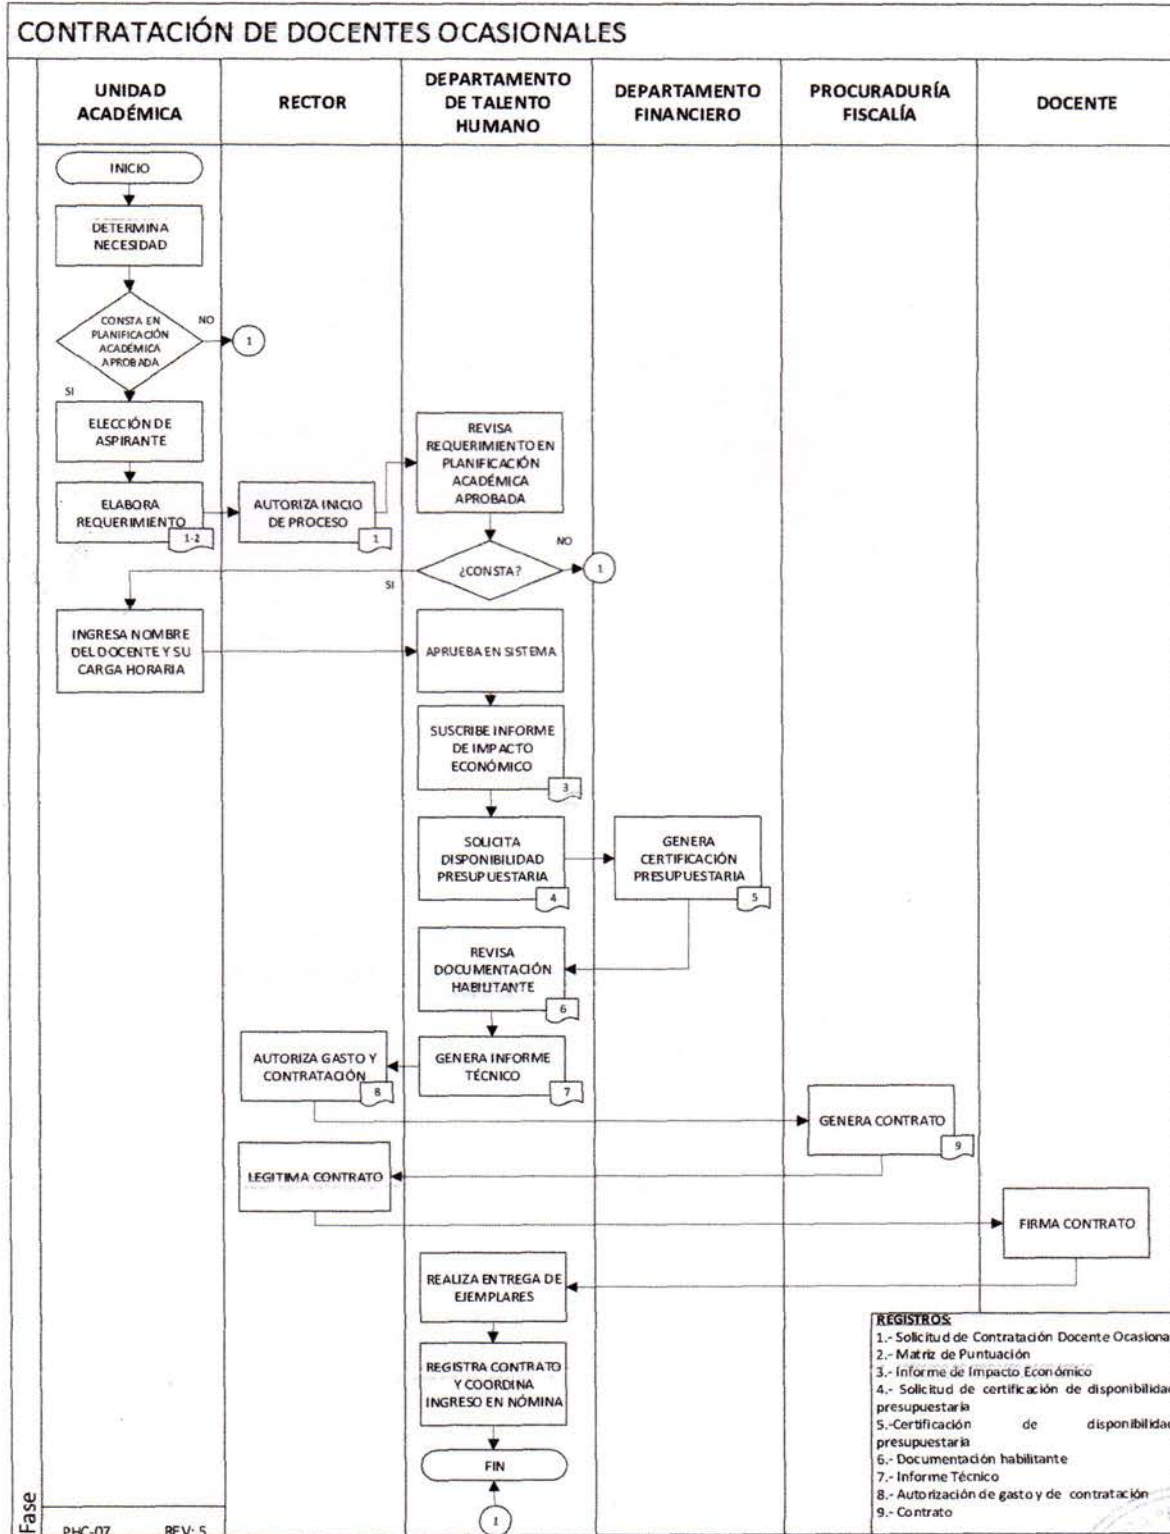 CONTRATACIÓN DE DOCENTES OCASIONALES
UNIDAD
ACADÉMICA
RECTOR
DEPARTAMENTO
DE TALENTO
HUMANO
DEPARTAMENTO
FINANCIERO
PROCURADURÍA
FISCALÍA
DOCENTE
INICIO
DETERMINA
NECESIDAD
CONSTA EN
PLANIFICACIÓN
ACADÉMICA
APROBADA
NO
1
SI
ELECCIÓN DE
ASPIRANTE
ELABORA
REQUERIMIENTO
1-2
AUTORIZA INICIO
DE PROCESO
1
REVISA
REQUERIMIENTO EN
PLANIFICACIÓN
ACADÉMICA
APROBADA
¿CONSTA?
NO
1
SI
INGRESA NOMBRE
DEL DOCENTE Y SU
CARGA HORARIA
APRUEBA EN SISTEMA
SUSCRIBE INFORME
DE IMPACTO
ECONÓMICO
3
SOLICITA
DISPONIBILIDAD
PRESUPUESTARIA
4
GENERA
CERTIFICACIÓN
PRESUPUESTARIA
5
REVISA
DOCUMENTACIÓN
HABILITANTE
6
GENERA INFORME
TÉCNICO
7
AUTORIZA GASTO Y
CONTRATACIÓN
8
GENERA CONTRATO
9
LEGITIMA CONTRATO
FIRMA CONTRATO
REALIZA ENTREGA DE
EJEMPLARES
REGISTRA CONTRATO
Y COORDINA
INGRESO EN NÓMINA
FIN
1
REGISTROS:
1.- Solicitud de Contratación Docente Ocasiona
2.- Matriz de Puntuación
3.- Informe de Impacto Económico
4.- Solicitud de certificación de disponibilidad
presupuestaria
5.-Certificación de disponibilidad
presupuestaria
6.- Documentación habilitante
7.- Informe Técnico
8.- Autorización de gasto y de contratación
9.- Contrato
Fase
PHC-07 REV: 5